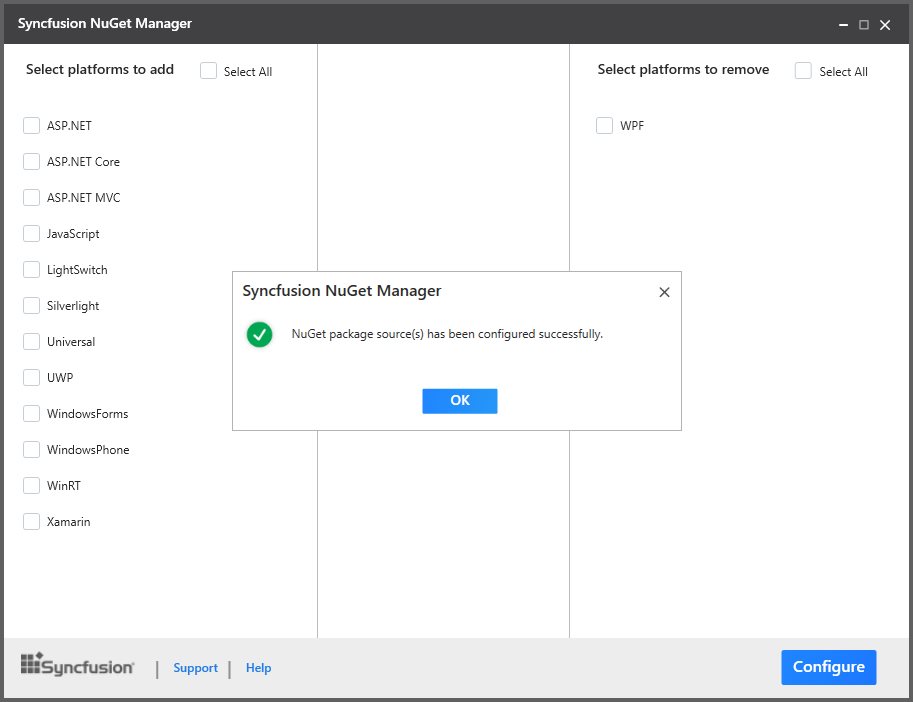 Syncfusion NuGet Manager
Select platforms to add
Select All
ASP.NET
ASP.NET Core
ASP.NET MVC
JavaScript
LightSwitch
Silverlight
Universal
UWP
WindowsForms
WindowsPhone
WinRT
Xamarin
Select platforms to remove
Select All
WPF
Syncfusion NuGet Manager
NuGet package source(s) has been configured successfully.
OK
Syncfusion | Support | Help
Configure